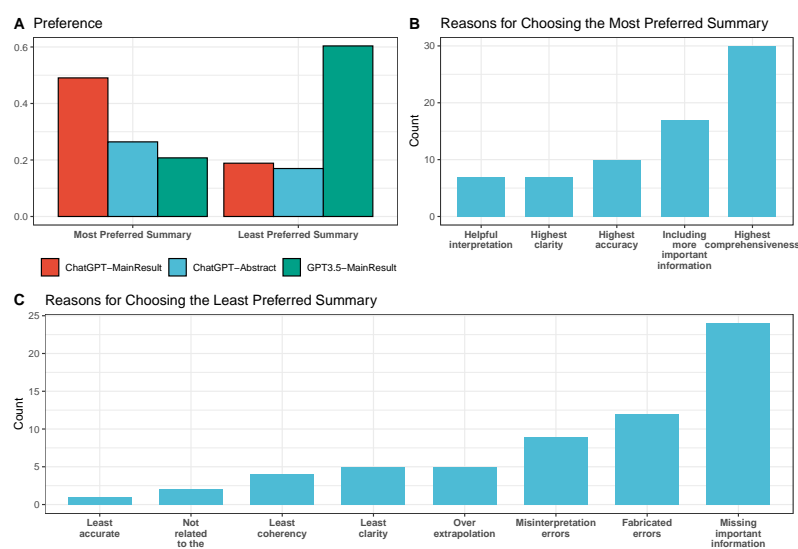 A Preference
0.6
0.4
0.2
0.0
Most Preferred Summary Least Preferred Summary
ChatGPT−MainResult ChatGPT−Abstract GPT3.5−MainResult
B Reasons for Choosing the Most Preferred Summary
Count
30
20
10
0
Helpful interpretation
Highest clarity
Highest accuracy
Including more important information
Highest comprehensiveness
C Reasons for Choosing the Least Preferred Summary
Count
25
20
15
10
5
0
Least accurate
Not related to the
Least coherency
Least clarity
Over extrapolation
Misinterpretation errors
Fabricated errors
Missing important information